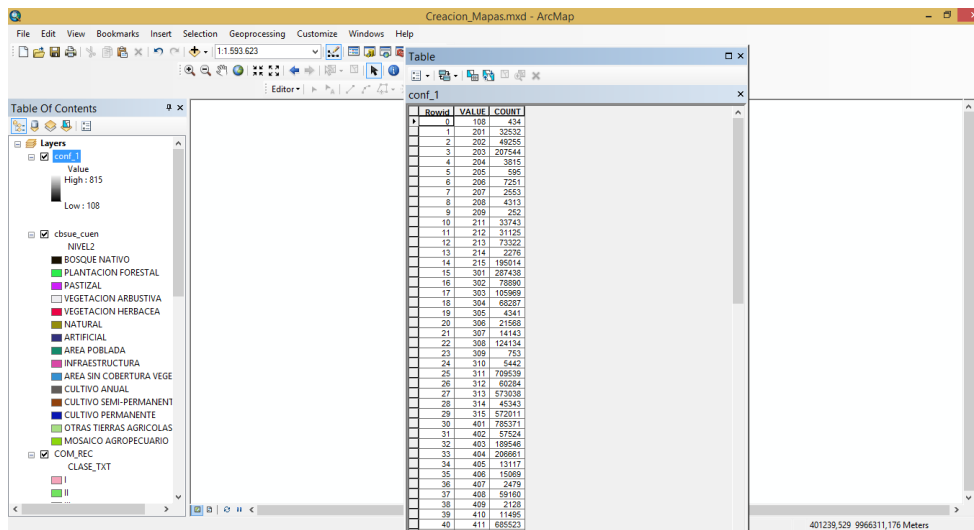 Creacion_Mapas.mxd - ArcMap
File Edit View Bookmarks Insert Selection Geoprocessing Customize Windows Help
1:1.593.623
Editor
Table Of Contents
Layers
conf_1
Value
High : 815
Low : 108
cbsue_cuen
NIVEL2
BOSQUE NATIVO
PLANTACION FORESTAL
PASTIZAL
VEGETACION ARBUSTIVA
VEGETACION HERBACEA
NATURAL
ARTIFICIAL
AREA POBLADA
INFRAESTRUCTURA
AREA SIN COBERTURA VEGE
CULTIVO ANUAL
CULTIVO SEMI-PERMANENT
CULTIVO PERMANENTE
OTRAS TIERRAS AGRICOLAS
MOSAICO AGROPECUARIO
COM_REC
CLASE_TXT
I
II
Table
conf_1
Rowid VALUE COUNT
0 108 434
1 201 32532
2 202 49255
3 203 207544
4 204 3815
5 205 595
6 206 7251
7 207 2553
8 208 4313
9 209 252
10 211 33743
11 212 31125
12 213 73322
13 214 2276
14 215 195014
15 301 287438
16 302 78890
17 303 105969
18 304 68287
19 305 4341
20 306 21568
21 307 14143
22 308 124134
23 309 753
24 310 5442
25 311 709539
26 312 60284
27 313 573038
28 314 45343
29 315 572011
30 401 785371
31 402 57524
32 403 189546
33 404 206661
34 405 13117
35 406 15069
36 407 2479
37 408 59160
38 409 2128
39 410 11495
40 411 685523
401239,529 9966311,176 Meters